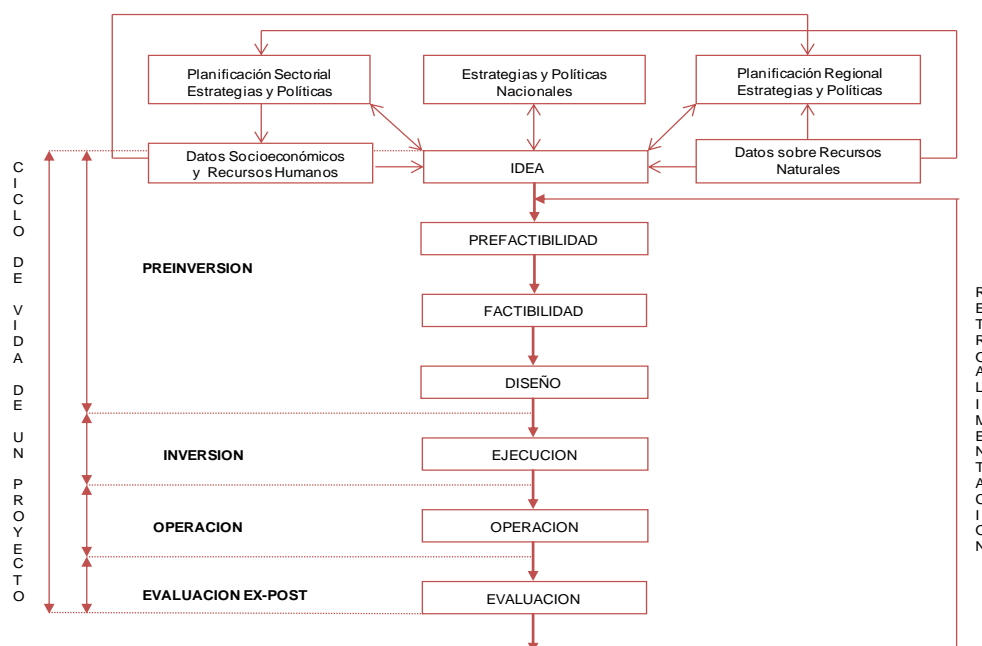 Planificación Sectorial
Estrategias y Políticas
Estrategias y Políticas
Nacionales
Planificación Regional
Estrategias y Políticas
Datos Socioeconómicos
y Recursos Humanos
IDEA
Datos sobre Recursos
Naturales
CICLO DE VIDA DE UN PROYECTO
PREINVERSION
PREFACTIBILIDAD
FACTIBILIDAD
DISEÑO
INVERSION
EJECUCION
OPERACION
OPERACION
EVALUACION EX-POST
EVALUACION
RETROALIMENTACION